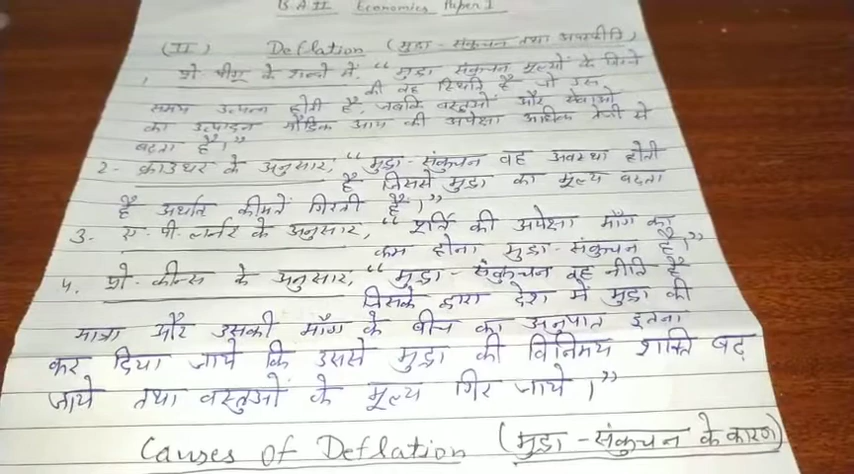 B A II Economics Paper I
(II) Deflation (मुद्रा-संकुचन तथा अवस्फीति)
1, प्रो. पीगू के शब्दों में, “मुद्रा संकुचन मूल्यों के गिरने
की वह स्थिति है जो उस
समय उत्पन्न होती है, जबकि वस्तुओं और सेवाओं
का उत्पादन मौद्रिक आय की अपेक्षा अधिक तेजी से
बढ़ता है।”
2- क्राउथर के अनुसार, “मुद्रा-संकुचन वह अवस्था होती
है जिससे मुद्रा का मूल्य बढ़ता
है अर्थात कीमतें गिरती हैं।”
3. ए. पी. लर्नर के अनुसार, “पूर्ति की अपेक्षा माँग का
कम होना मुद्रा-संकुचन है।”
4. प्रो. कीन्स के अनुसार, “मुद्रा-संकुचन वह नीति है
जिसके द्वारा देश में मुद्रा की
मात्रा और उसकी माँग के बीच का अनुपात इतना
कर दिया जाये कि उससे मुद्रा की विनिमय शक्ति बढ़
जाये तथा वस्तुओं के मूल्य गिर जाये।”
Causes of Deflation (मुद्रा-संकुचन के कारण)